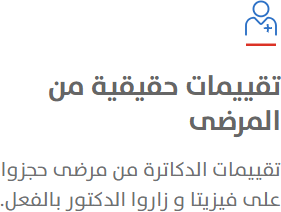 تقييمات حقيقية من
المرضى
تقييمات الدكاترة من مرضى حجزوا
على فيزيتا و زاروا الدكتور بالفعل.